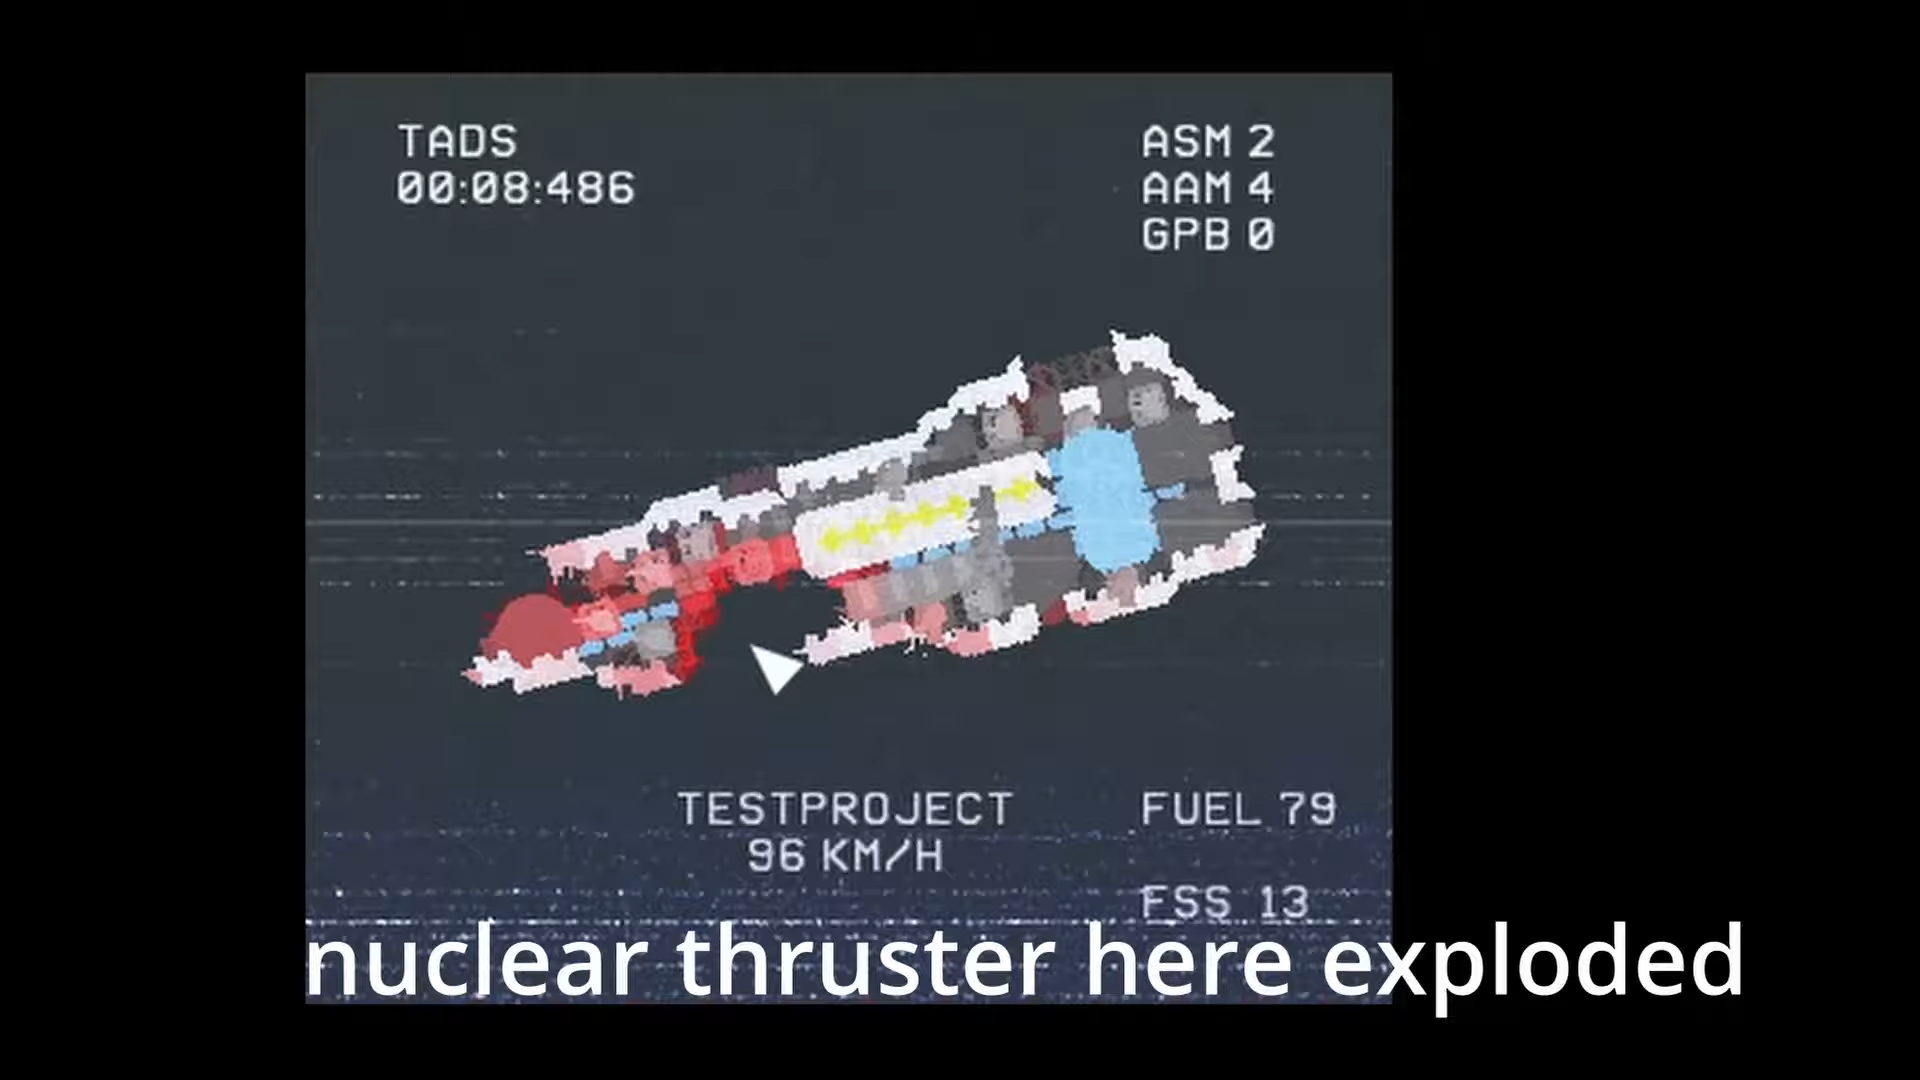 TADS
00:08:486
ASM 2
AAM 4
GPB 0
TESTPROJECT
96 KM/H
FUEL 79
FSS 13
nuclear thruster here exploded